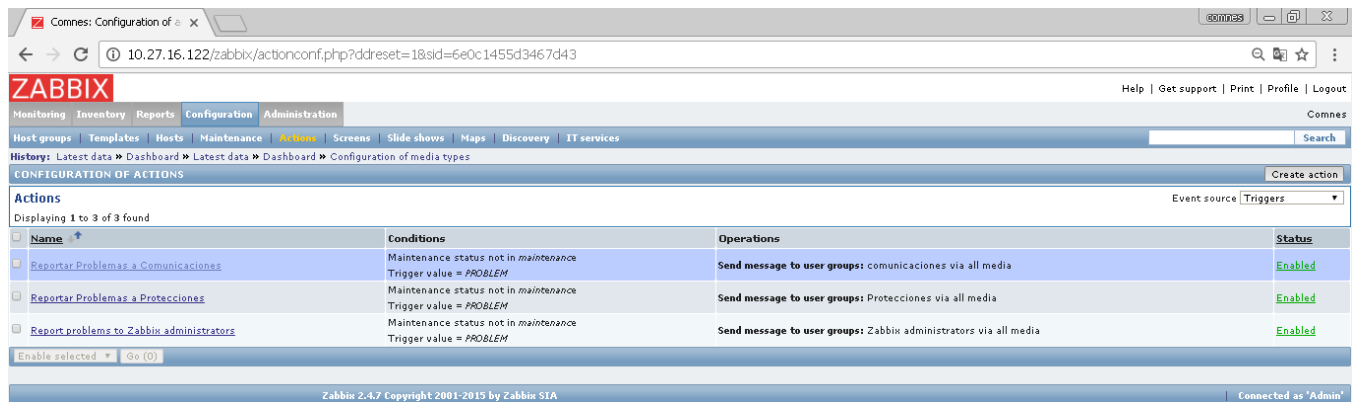 Comnes: Configuration of a
comnes
10.27.16.122/zabbix/actionconf.php?ddreset=1&sid=6e0c1455d3467d43
ZABBIX
Help | Get support | Print | Profile | Logout
Monitoring Inventory Reports Configuration Administration Comnes
Host groups | Templates | Hosts | Maintenance | Actions | Screens | Slide shows | Maps | Discovery | IT services Search
History: Latest data » Dashboard » Latest data » Dashboard » Configuration of media types
CONFIGURATION OF ACTIONS Create action
Actions Event source Triggers
Displaying 1 to 3 of 3 found
Name Conditions Operations Status
Reportar Problemas a Comunicaciones Maintenance status not in maintenance Send message to user groups: comunicaciones via all media Enabled
Trigger value = PROBLEM
Reportar Problemas a Protecciones Maintenance status not in maintenance Send message to user groups: Protecciones via all media Enabled
Trigger value = PROBLEM
Report problems to Zabbix administrators Maintenance status not in maintenance Send message to user groups: Zabbix administrators via all media Enabled
Trigger value = PROBLEM
Enable selected Go (0)
Zabbix 2.4.7 Copyright 2001-2015 by Zabbix SIA | Connected as 'Admin'